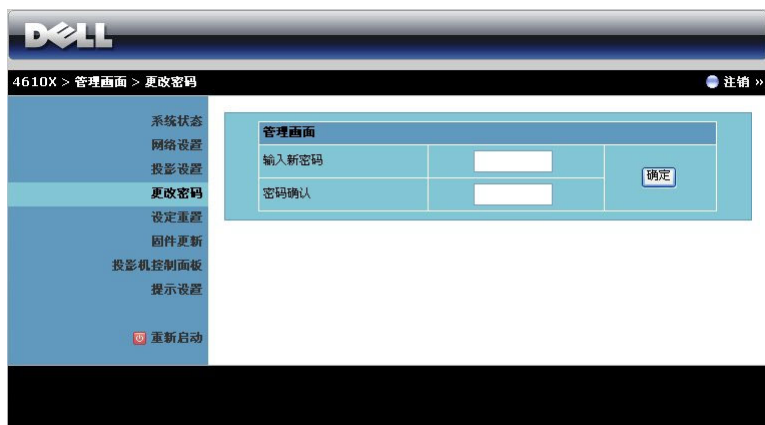 DELL
4610X > 管理画面 > 更改密码
注销 »
系统状态
网络设置
投影设置
更改密码
设定重置
固件更新
投影机控制面板
提示设置
重新启动
管理画面
输入新密码
密码确认
确定